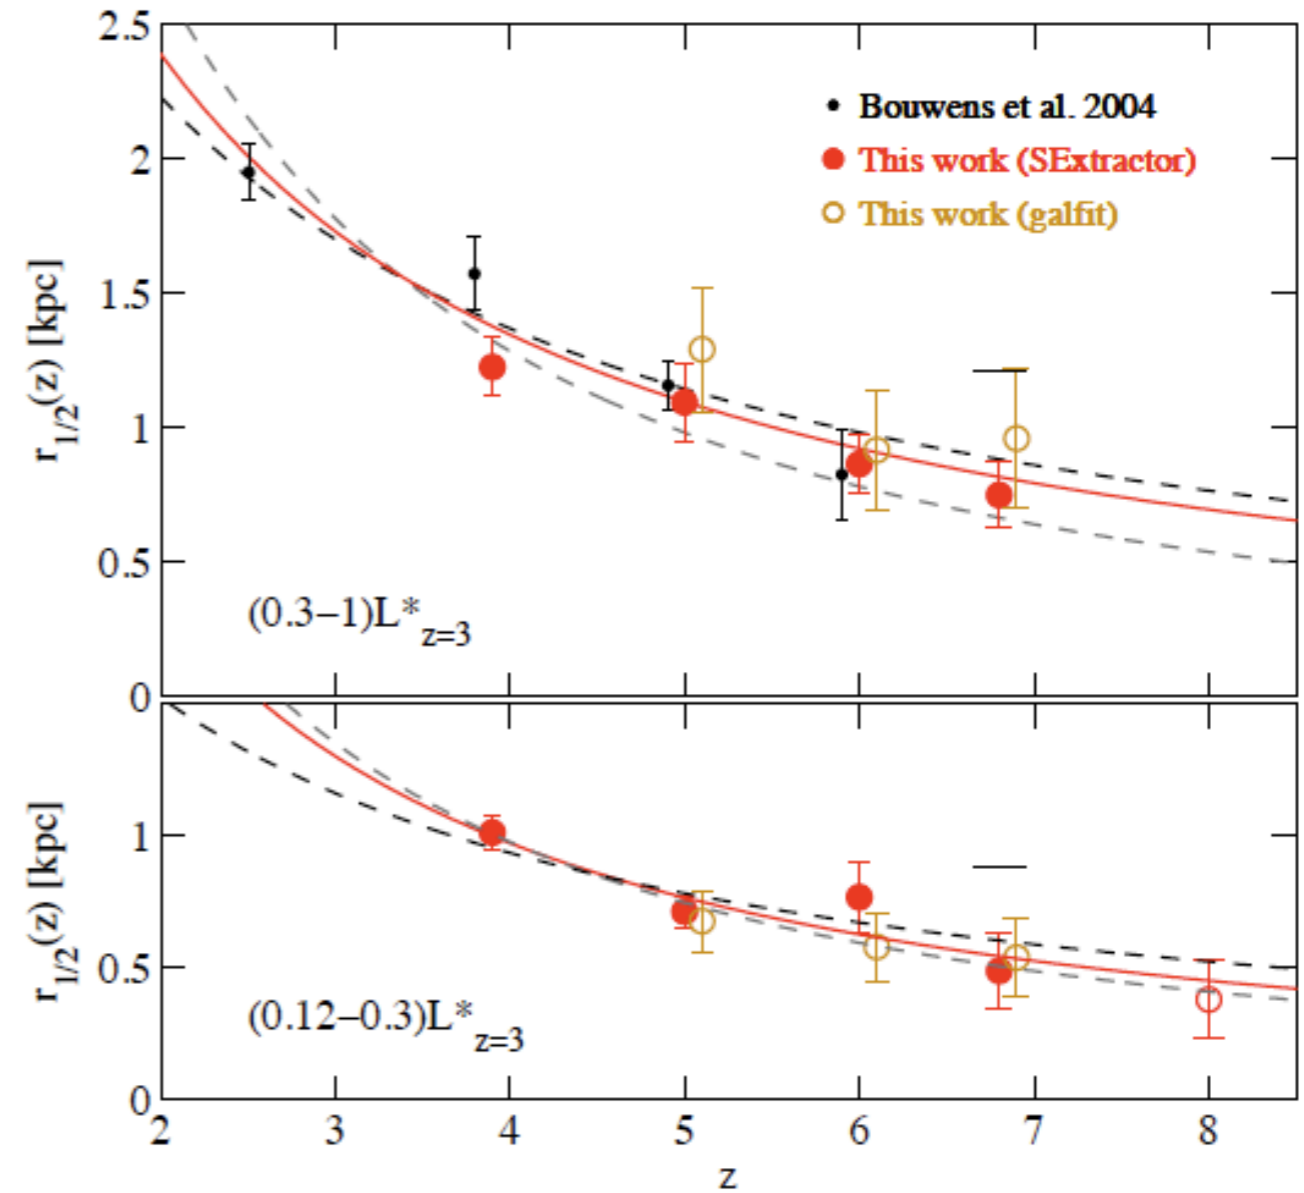 2.5
2
1.5
1
0.5
0
r1/2(z) [kpc]
Bouwens et al. 2004
This work (SExtractor)
This work (galfit)
(0.3−1)L*z=3
1
0.5
0
r1/2(z) [kpc]
(0.12−0.3)L*z=3
2 3 4 5 6 7 8
z